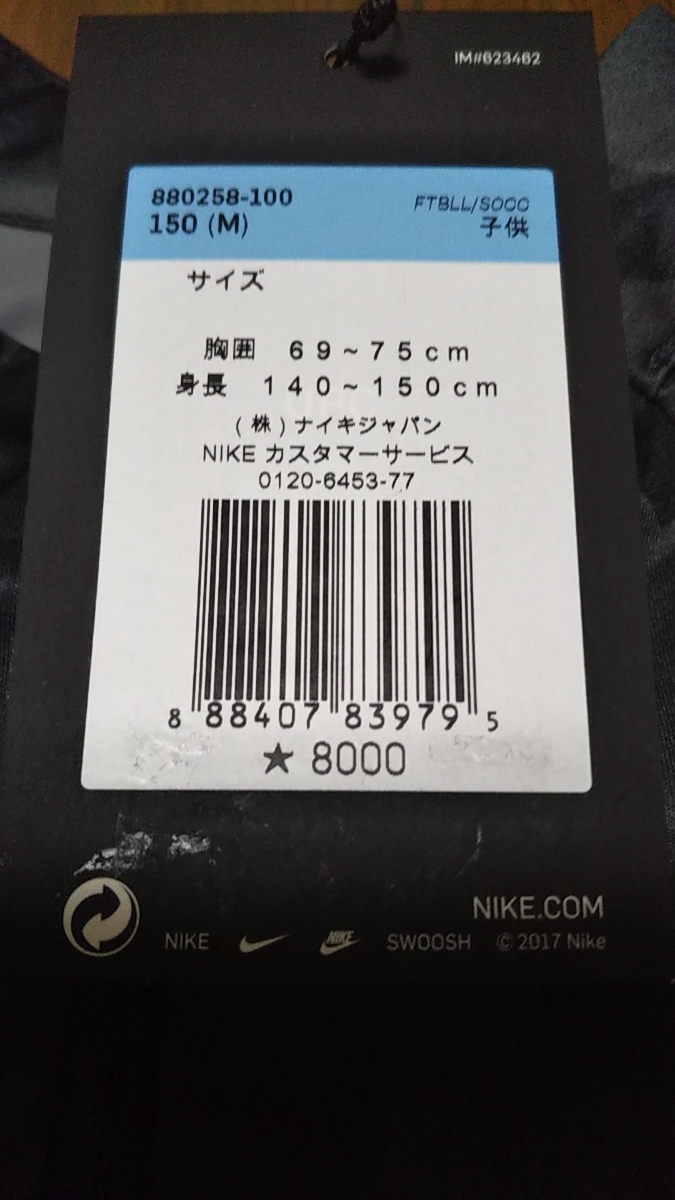 IM#623462
880258-100
FTBLL/SOCC
150 (M)
子供
サイズ
胸囲 69~75cm
身長 140~150cm
(株)ナイキジャパン
NIKE カスタマーサービス
0120-6453-77
8 88407 83979 5
★ 8000
NIKE.COM
NIKE NIKE SWOOSH © 2017 Nike